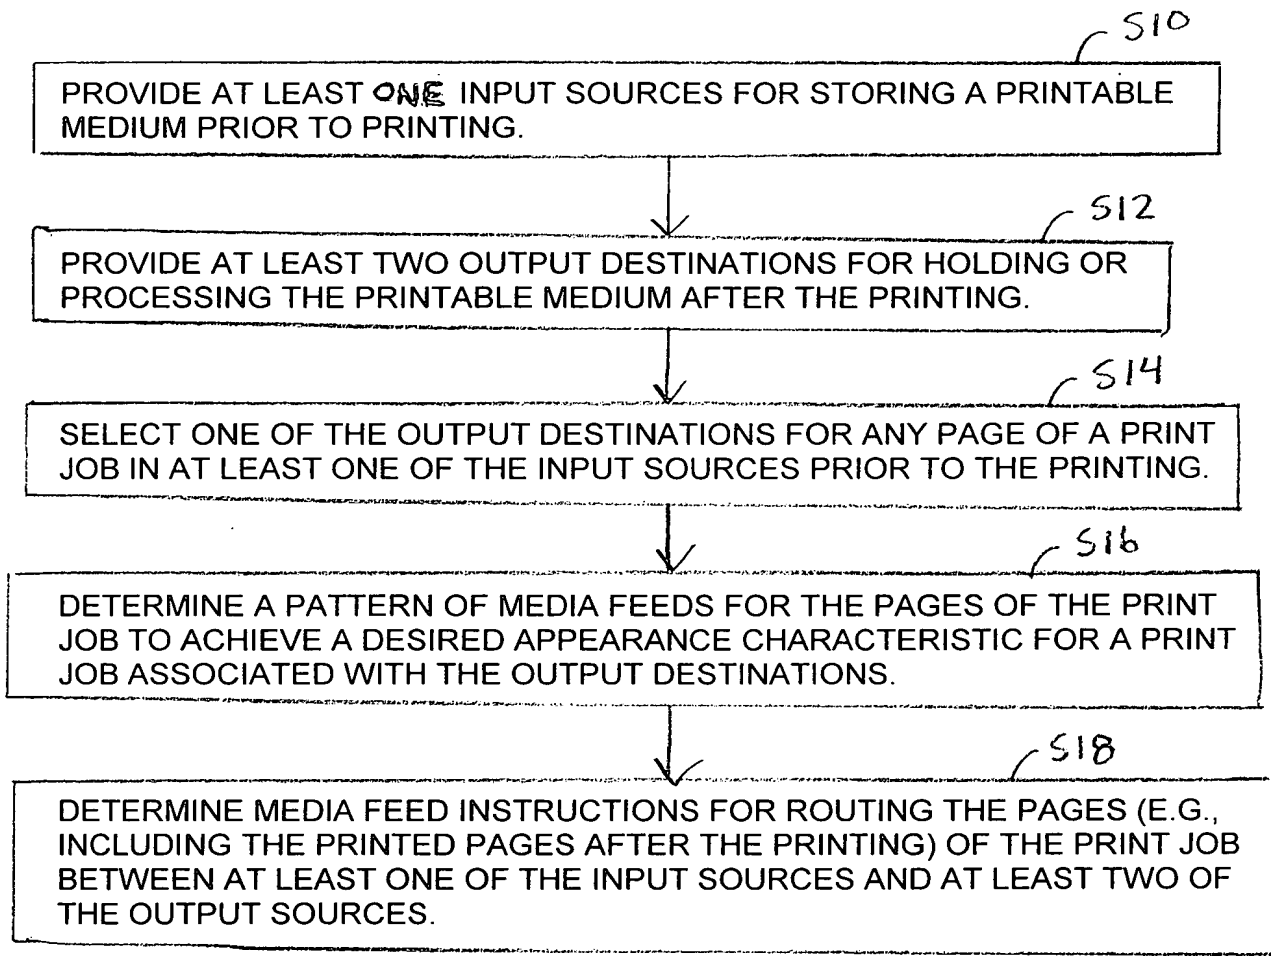 S10
PROVIDE AT LEAST ONE INPUT SOURCES FOR STORING A PRINTABLE
MEDIUM PRIOR TO PRINTING.
S12
PROVIDE AT LEAST TWO OUTPUT DESTINATIONS FOR HOLDING OR
PROCESSING THE PRINTABLE MEDIUM AFTER THE PRINTING.
S14
SELECT ONE OF THE OUTPUT DESTINATIONS FOR ANY PAGE OF A PRINT
JOB IN AT LEAST ONE OF THE INPUT SOURCES PRIOR TO THE PRINTING.
S16
DETERMINE A PATTERN OF MEDIA FEEDS FOR THE PAGES OF THE PRINT
JOB TO ACHIEVE A DESIRED APPEARANCE CHARACTERISTIC FOR A PRINT
JOB ASSOCIATED WITH THE OUTPUT DESTINATIONS.
S18
DETERMINE MEDIA FEED INSTRUCTIONS FOR ROUTING THE PAGES (E.G.,
INCLUDING THE PRINTED PAGES AFTER THE PRINTING) OF THE PRINT JOB
BETWEEN AT LEAST ONE OF THE INPUT SOURCES AND AT LEAST TWO OF
THE OUTPUT SOURCES.